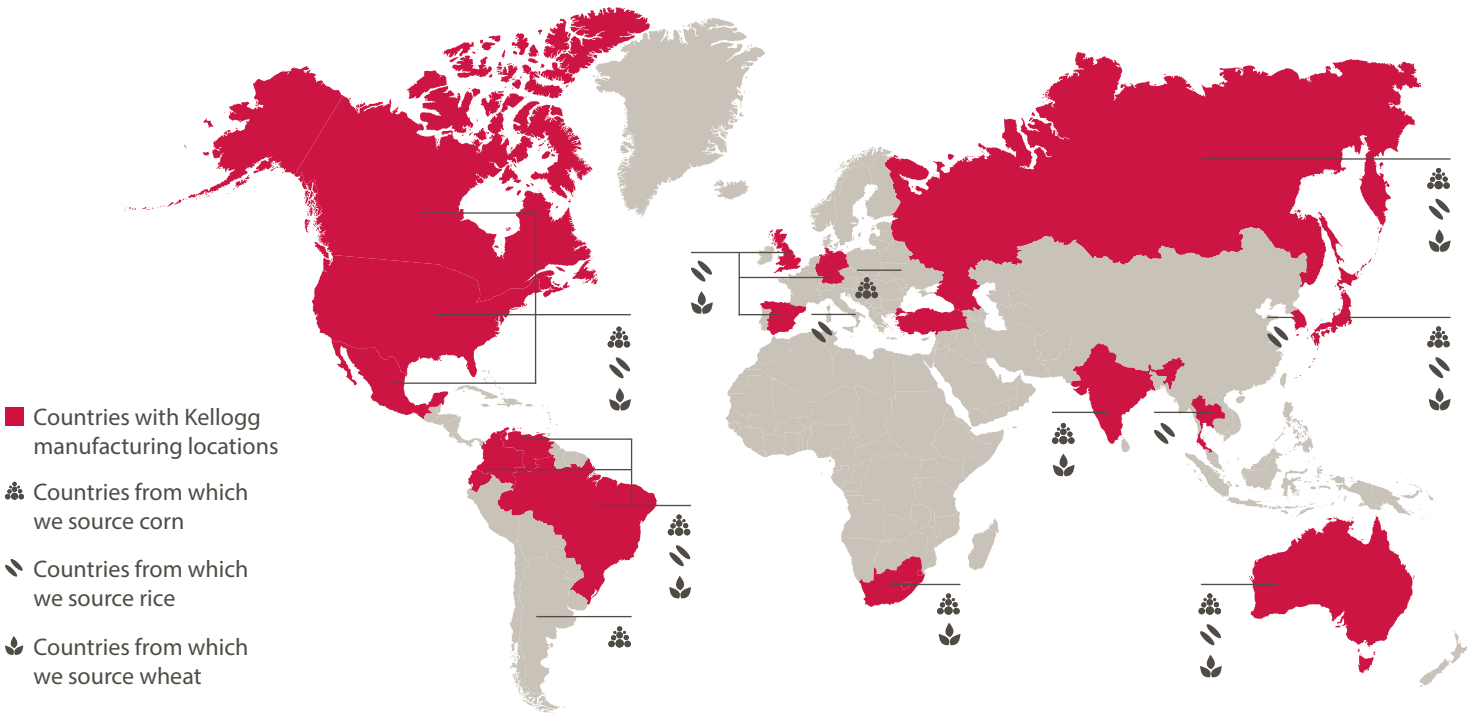 Countries with Kellogg
manufacturing locations
Countries from which
we source corn
Countries from which
we source rice
Countries from which
we source wheat